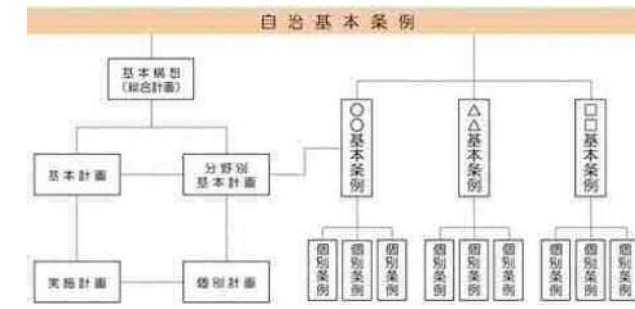 自治基本条例
基本構想
（総合計画）
基本計画
分野別
基本計画
実施計画
個別計画
○○基本条例
△△基本条例
□□基本条例
個別条例
個別条例
個別条例
個別条例
個別条例
個別条例
個別条例
個別条例
個別条例